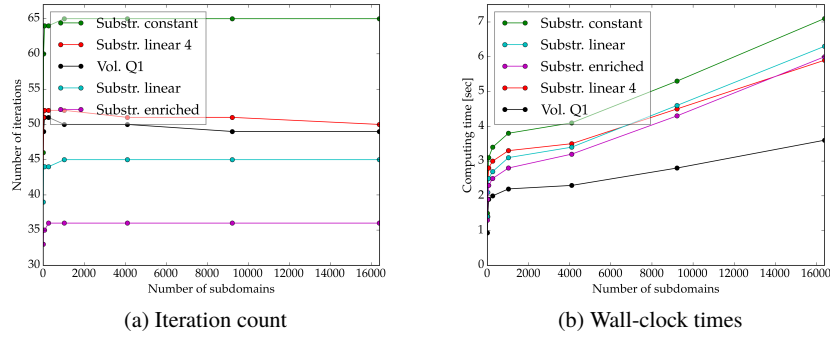 65
60
55
50
45
40
35
30
Number of iterations
Substr. constant
Substr. linear 4
Vol. Q1
Substr. linear
Substr. enriched
0 2000 4000 6000 8000 10000 12000 14000 16000
Number of subdomains
(a) Iteration count
7
6
5
4
3
2
1
0
Computing time [sec]
Substr. constant
Substr. linear
Substr. enriched
Substr. linear 4
Vol. Q1
0 2000 4000 6000 8000 10000 12000 14000 16000
Number of subdomains
(b) Wall-clock times